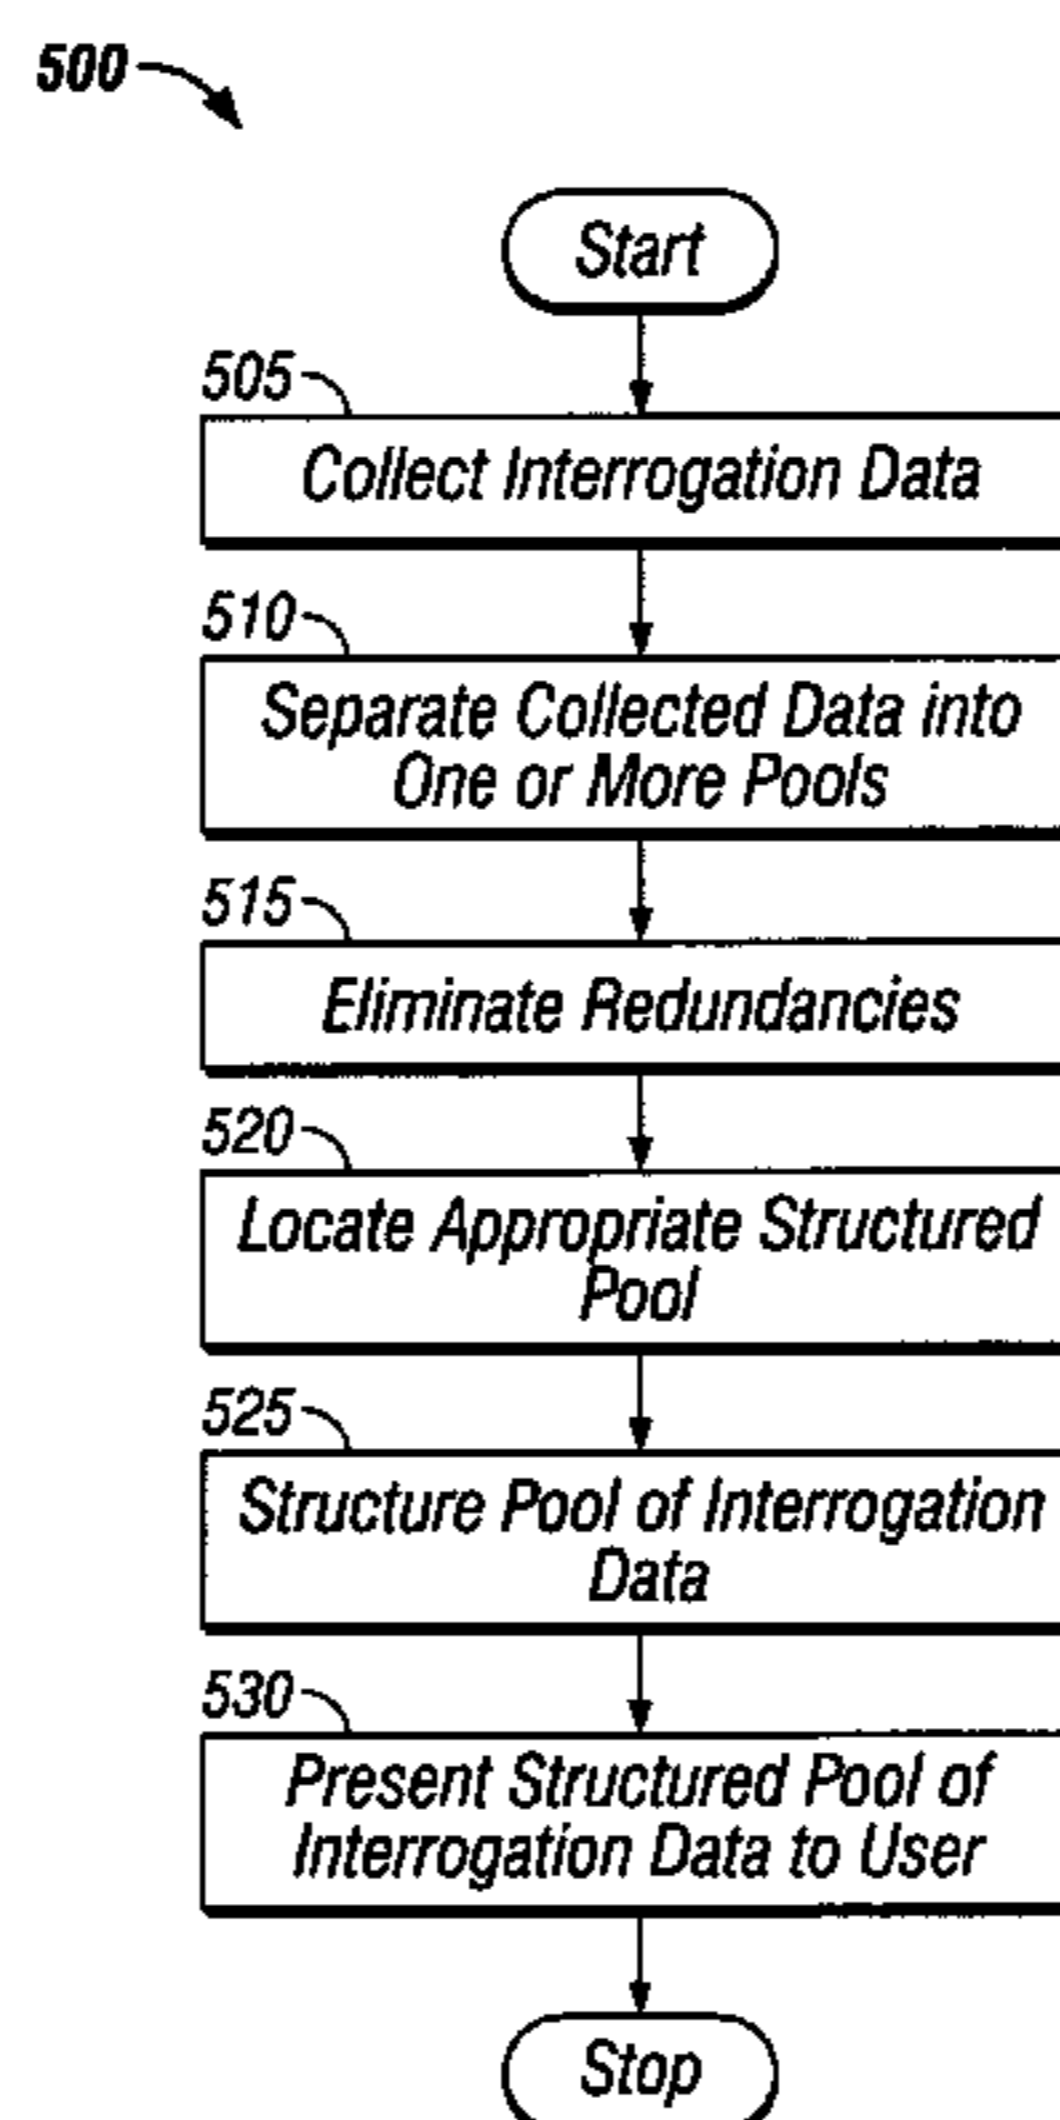 500
Start
505
Collect Interrogation Data
510
Separate Collected Data into
One or More Pools
515
Eliminate Redundancies
520
Locate Appropriate Structured
Pool
525
Structure Pool of Interrogation
Data
530
Present Structured Pool of
Interrogation Data to User
Stop